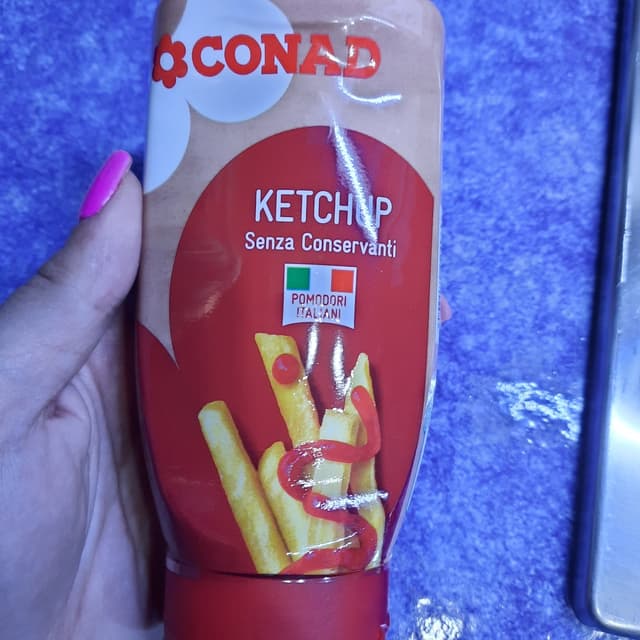 CONAD
KETCHUP
Senza Conservanti
POMODORI
ITALIANI